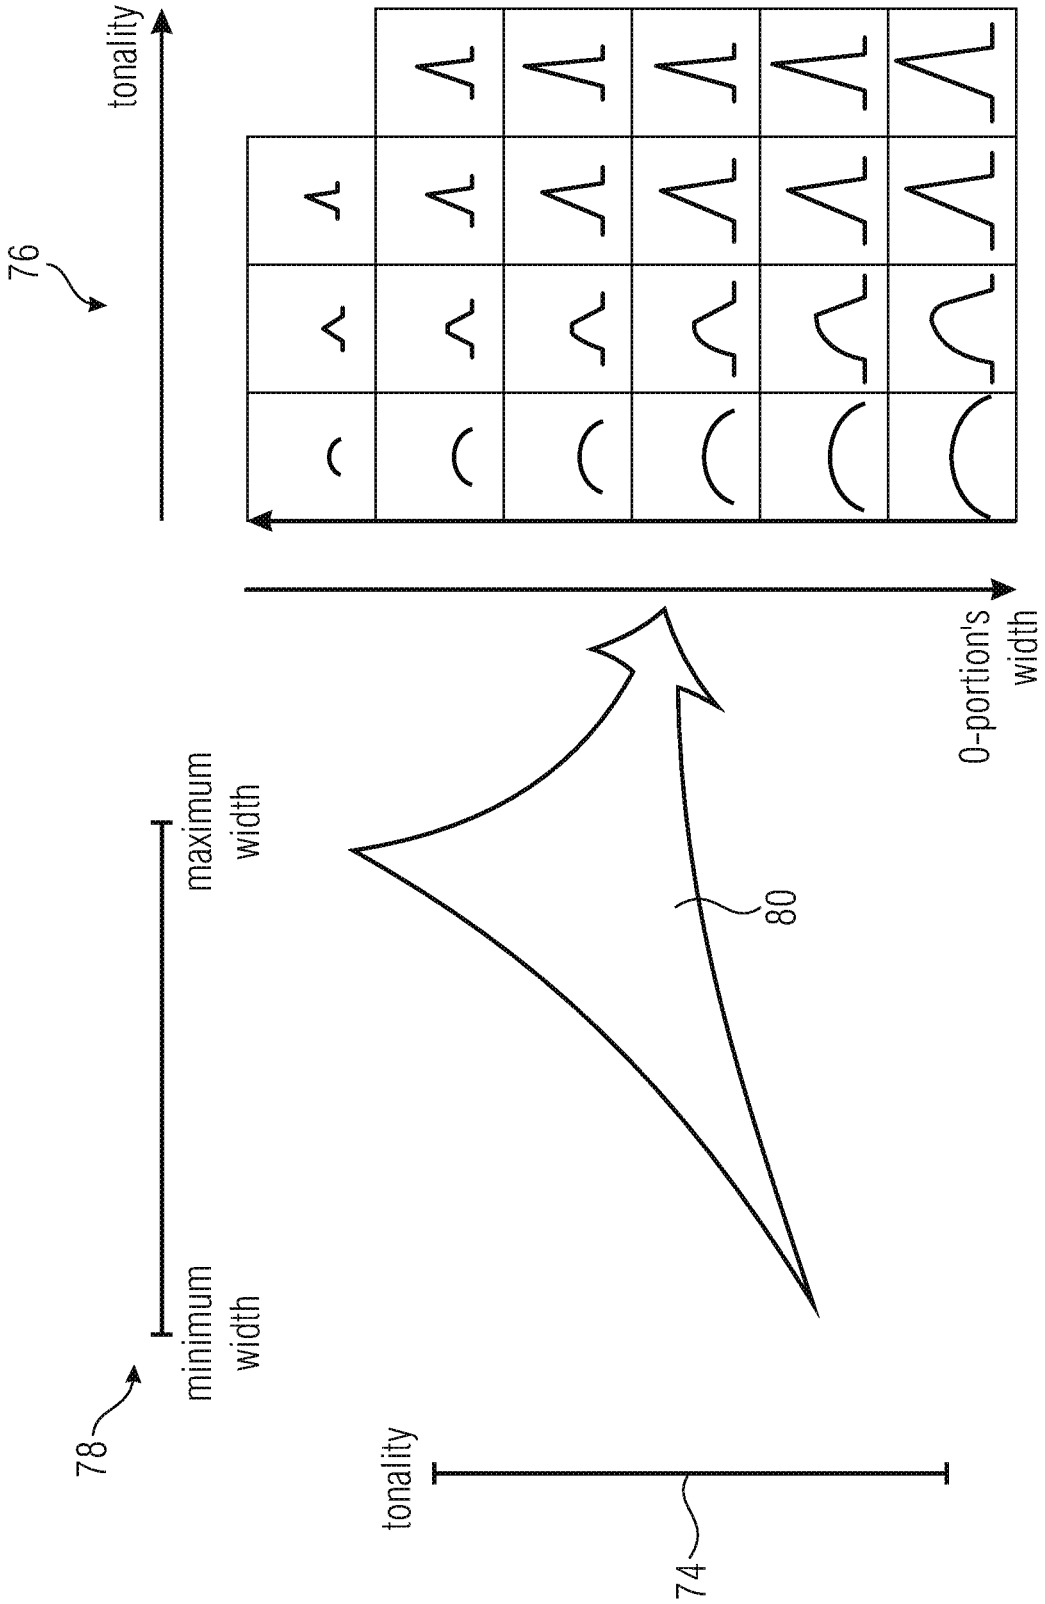 78
minimum
width
maximum
width
76
tonality
tonality
74
80
0-portion's
width